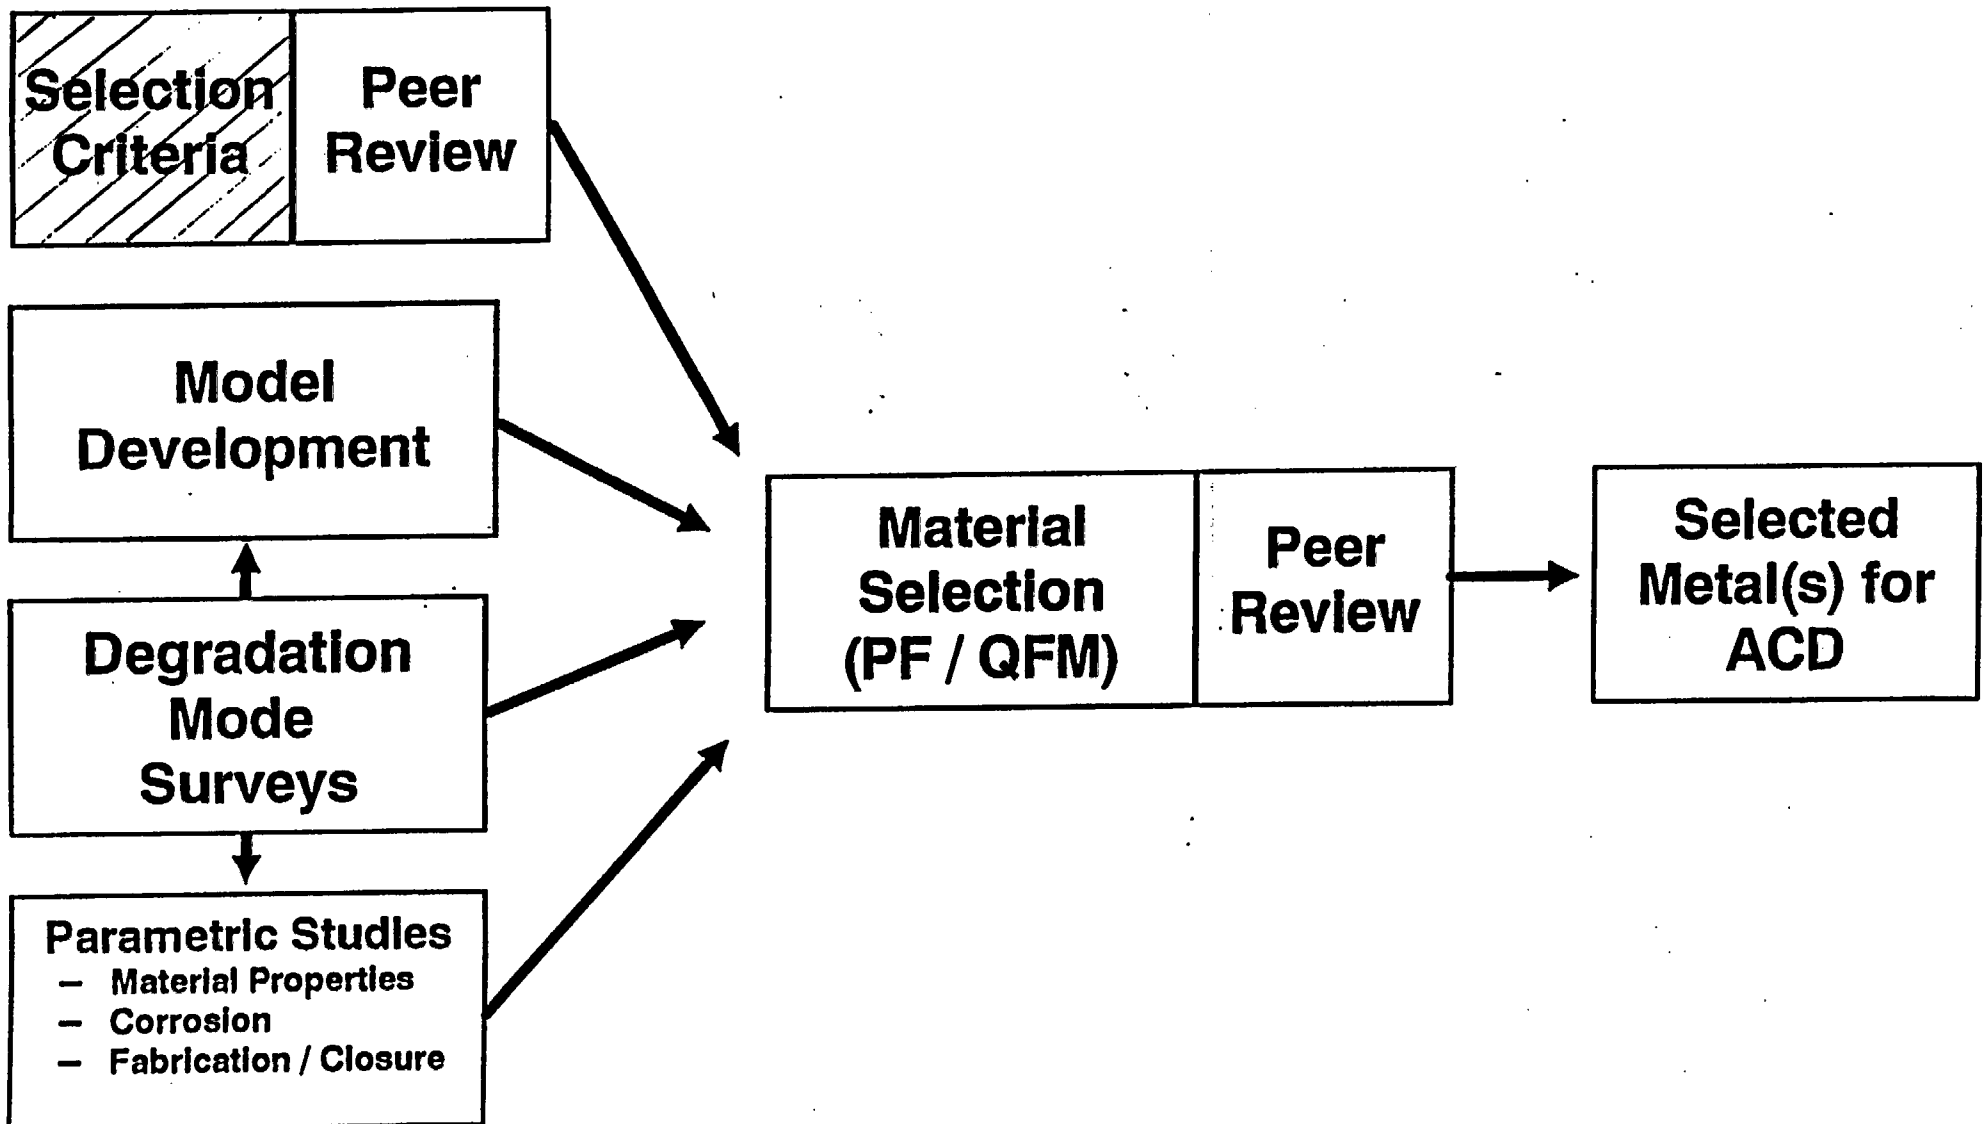 Selection
Criteria
Peer
Review
Model
Development
Degradation
Mode
Surveys
Parametric Studies
– Material Properties
– Corrosion
– Fabrication / Closure
Material
Selection
(PF / QFM)
Peer
Review
Selected
Metal(s) for
ACD